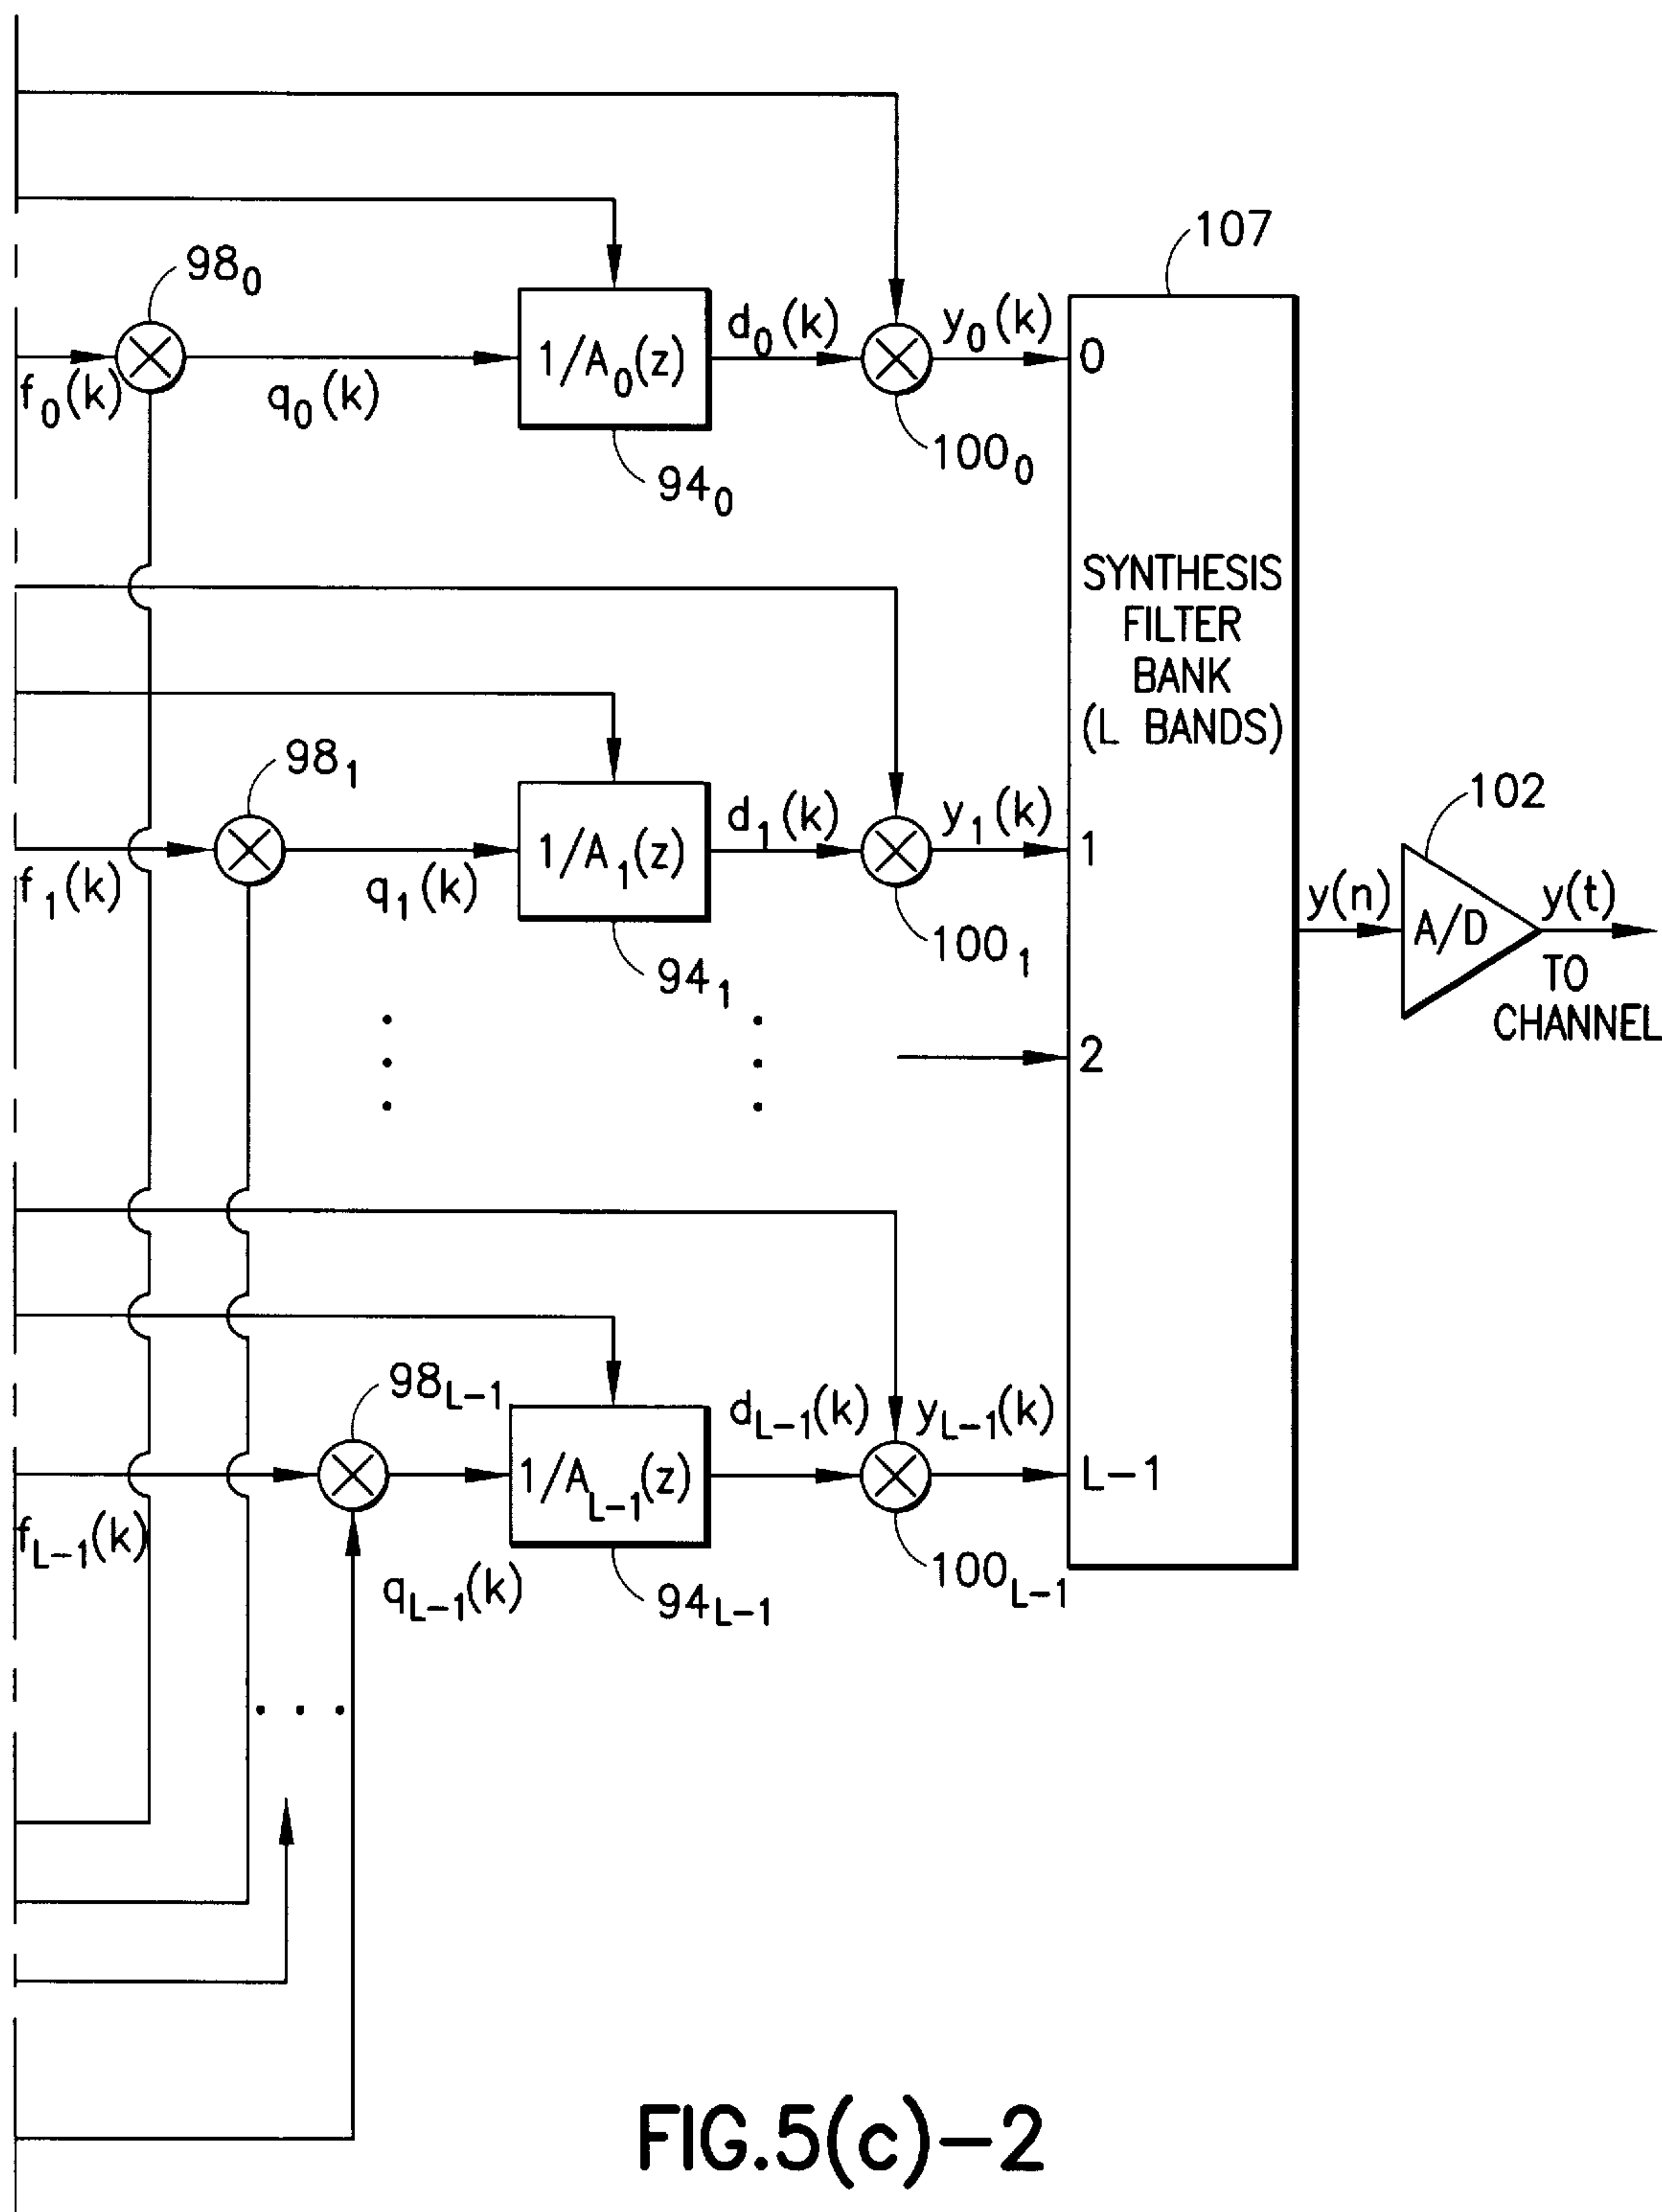 107
98₀
f₀(k)
q₀(k)
1/A₀(z)
94₀
d₀(k)
y₀(k)
100₀
0
SYNTHESIS
FILTER
BANK
(L BANDS)
98₁
f₁(k)
q₁(k)
1/A₁(z)
94₁
d₁(k)
y₁(k)
100₁
1
102
y(n)
A/D
y(t)
TO
CHANNEL
2
98L-1
fL-1(k)
qL-1(k)
1/AL-1(z)
94L-1
dL-1(k)
yL-1(k)
100L-1
L-1
FIG.5(c)-2